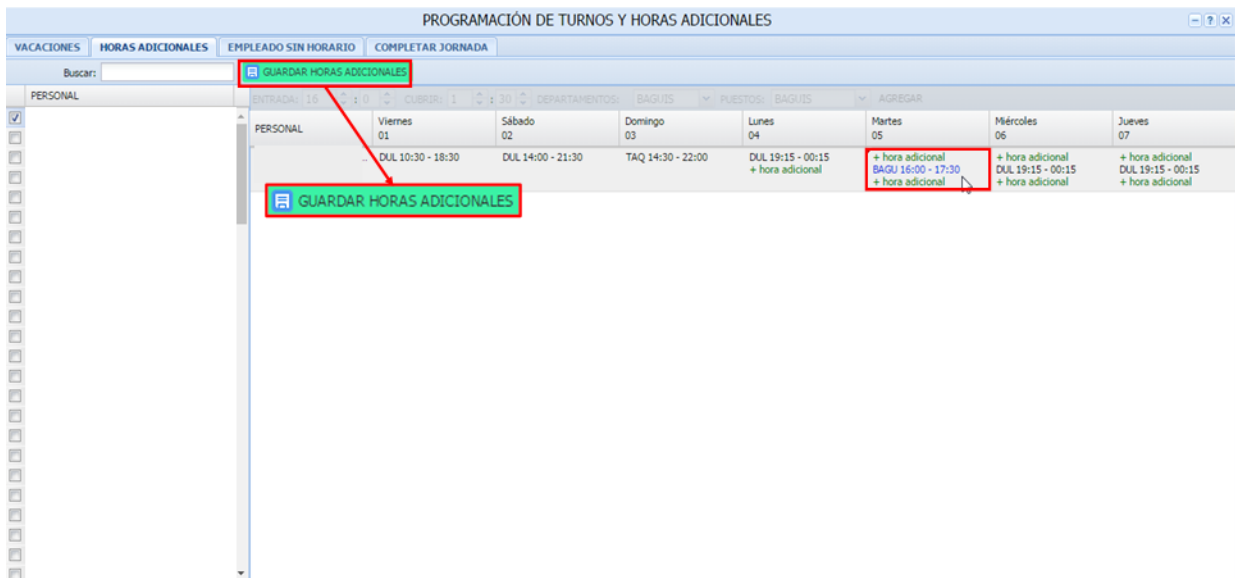 PROGRAMACIÓN DE TURNOS Y HORAS ADICIONALES
VACACIONES HORAS ADICIONALES EMPLEADO SIN HORARIO COMPLETAR JORNADA
Buscar: GUARDAR HORAS ADICIONALES
PERSONAL
ENTRADA: 16 : 0 CUBRIR: 1 : 30 DEPARTAMENTOS: BAGUIS PUESTOS: BAGUIS AGREGAR
PERSONAL Viernes Sábado Domingo Lunes Martes Miércoles Jueves
01 02 03 04 05 06 07
.. DUL 10:30 - 18:30 DUL 14:00 - 21:30 TAQ 14:30 - 22:00 DUL 19:15 - 00:15 + hora adicional + hora adicional + hora adicional
+ hora adicional BAGU 16:00 - 17:30 DUL 19:15 - 00:15 DUL 19:15 - 00:15
+ hora adicional + hora adicional + hora adicional
GUARDAR HORAS ADICIONALES